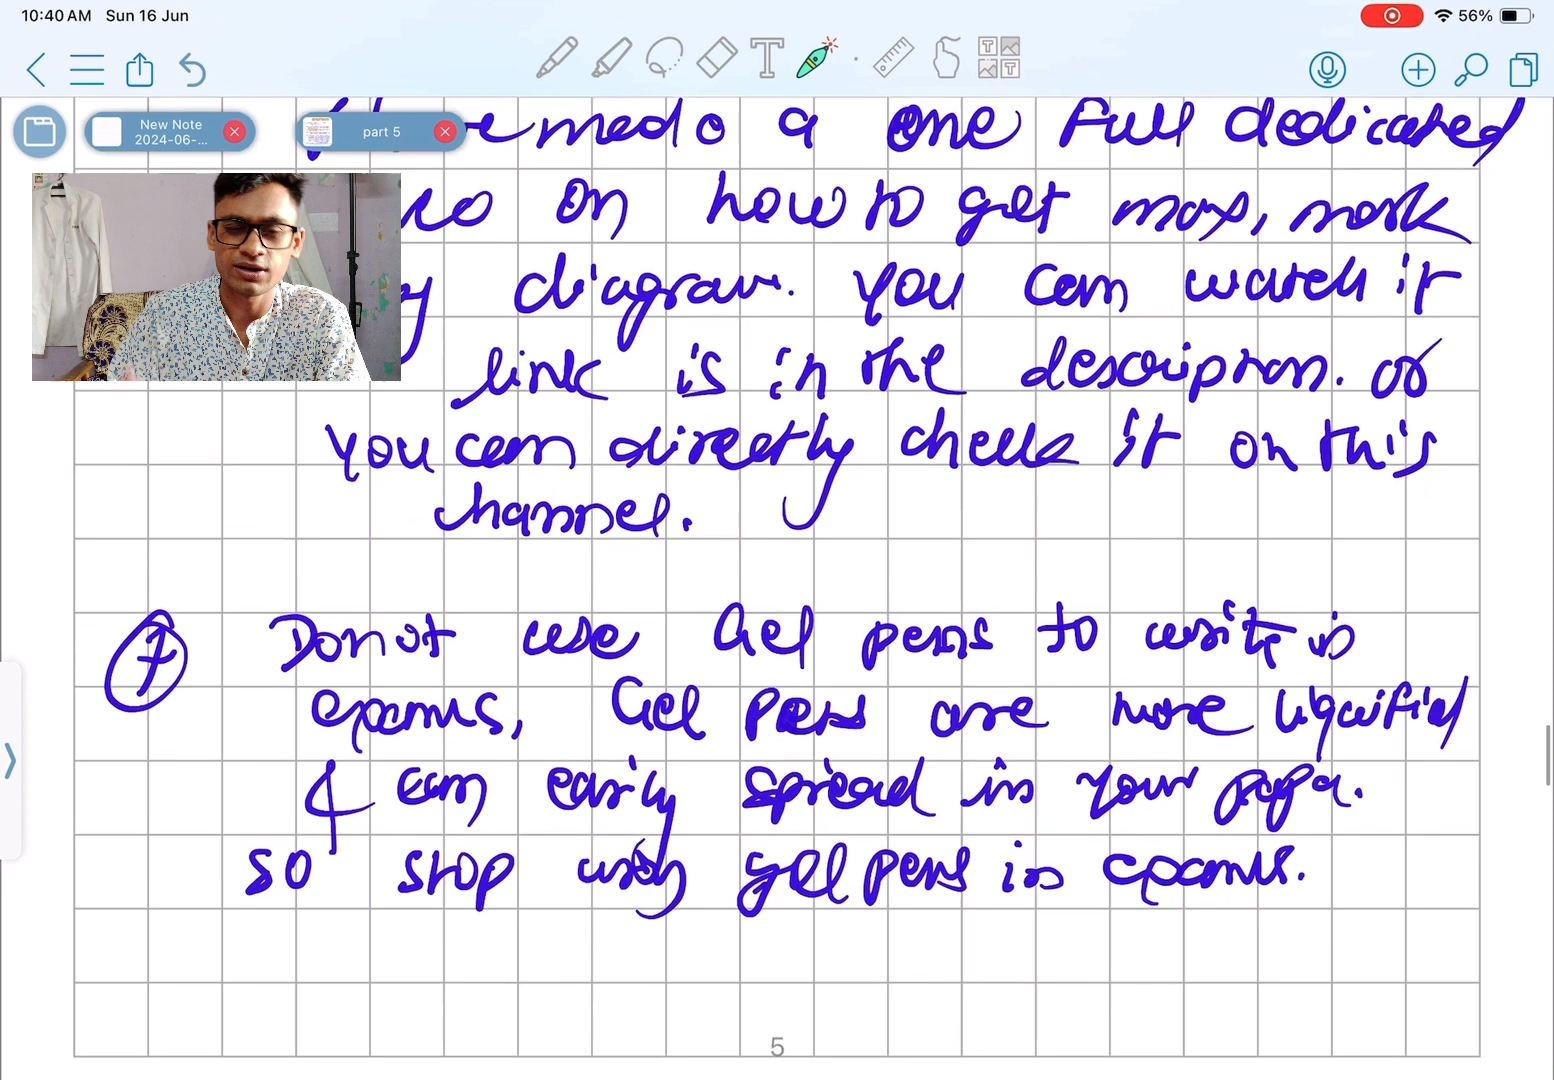 10:40 AM Sun 16 Jun
56%
New Note
2024-06-...
part 5
a one full dedicated
on how to get max, mark
diagram. you can watch it
link is in the description. or
you can directly check it on this
channel.
7 Do not use Gel pens to write in
exams, Gel pens are more liquified
& can easily spread in your paper.
so stop using gel pens in exams.
5